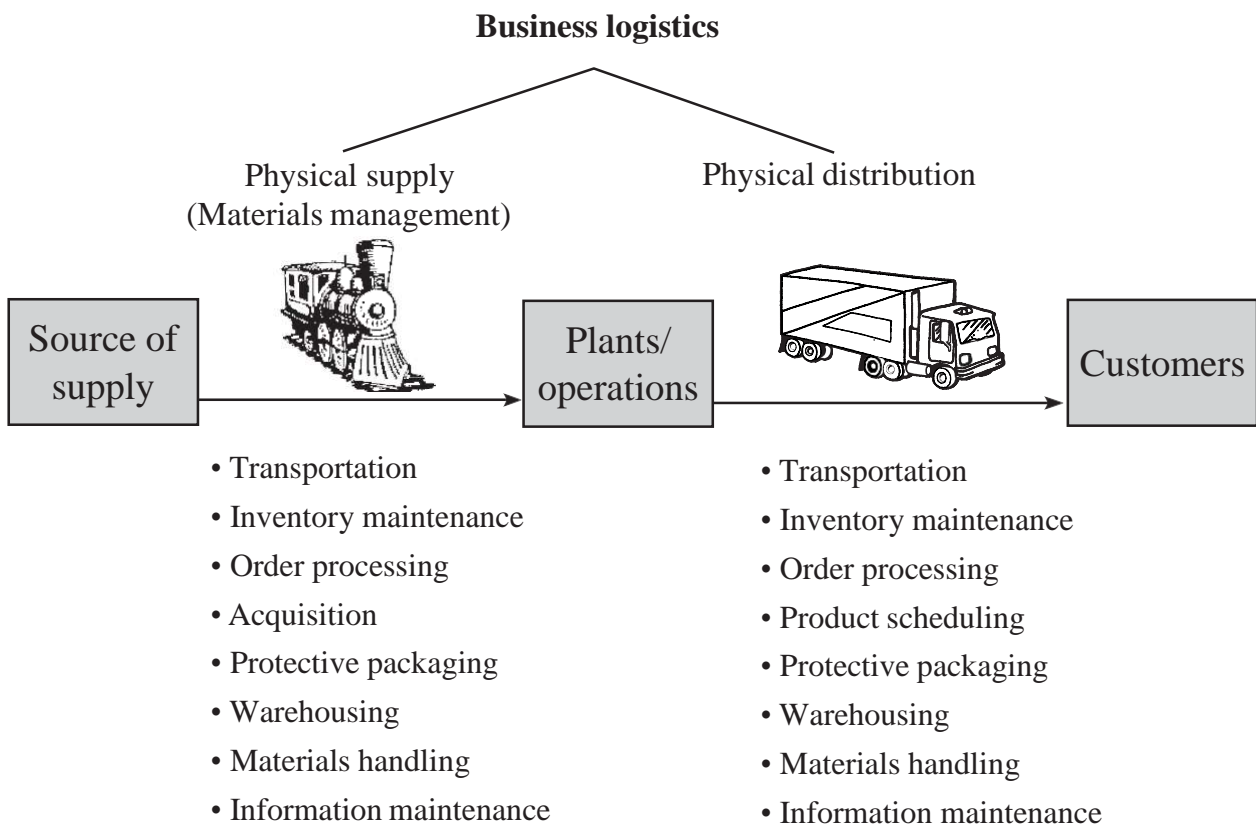 Business logistics
Physical supply
(Materials management)
Physical distribution
Source of
supply
Plants/
operations
Customers
• Transportation
• Inventory maintenance
• Order processing
• Acquisition
• Protective packaging
• Warehousing
• Materials handling
• Information maintenance
• Transportation
• Inventory maintenance
• Order processing
• Product scheduling
• Protective packaging
• Warehousing
• Materials handling
• Information maintenance